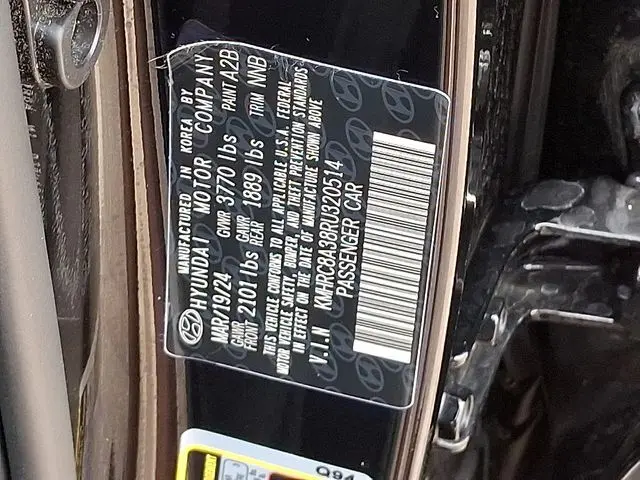 MANUFACTURED IN KOREA BY
HYUNDAI MOTOR COMPANY
MAR/19/24 GVWR 3770 lbs PAINT A2B
GAWR FRONT 2101 lbs GAWR REAR 1889 lbs TRIM NNB
THIS VEHICLE CONFORMS TO ALL APPLICABLE U.S.A. FEDERAL
MOTOR VEHICLE SAFETY, BUMPER, AND THEFT PREVENTION STANDARDS
IN EFFECT ON THE DATE OF MANUFACTURE SHOWN ABOVE
V.I.N KMHRC8A38RU320514
PASSENGER CAR
Q94